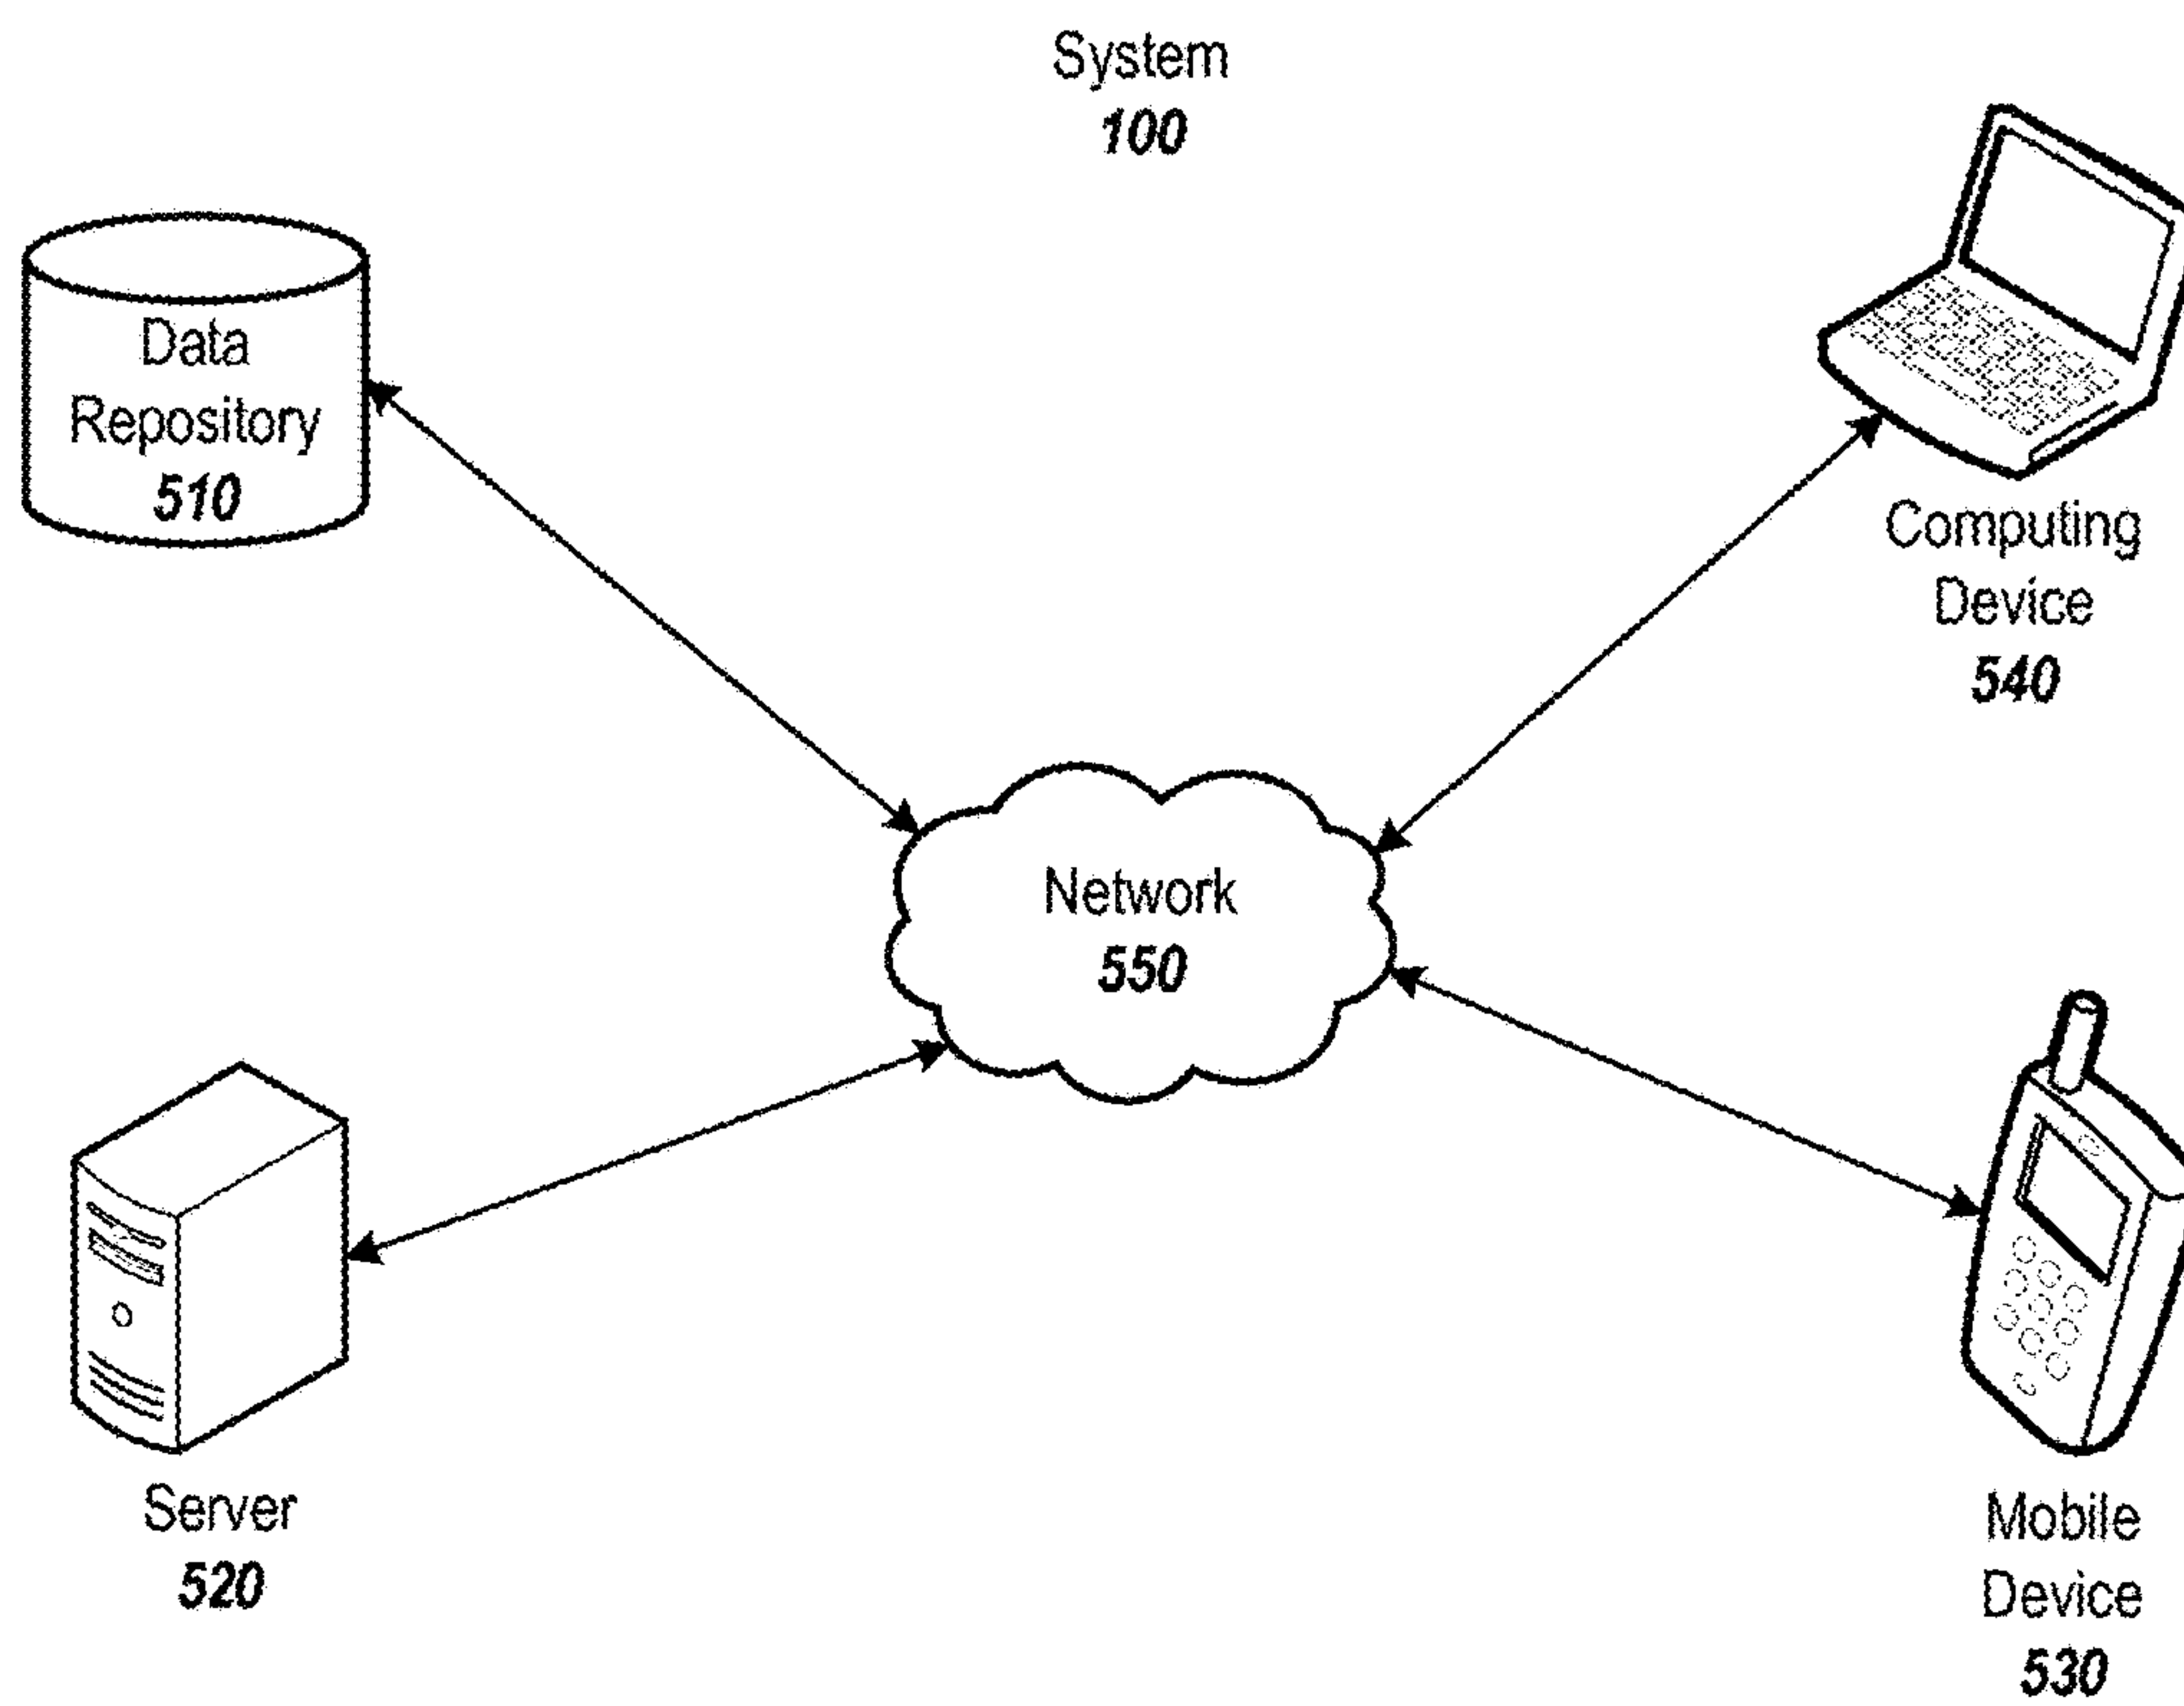 System
100
Data
Repository
510
Computing
Device
540
Network
550
Server
520
Mobile
Device
530